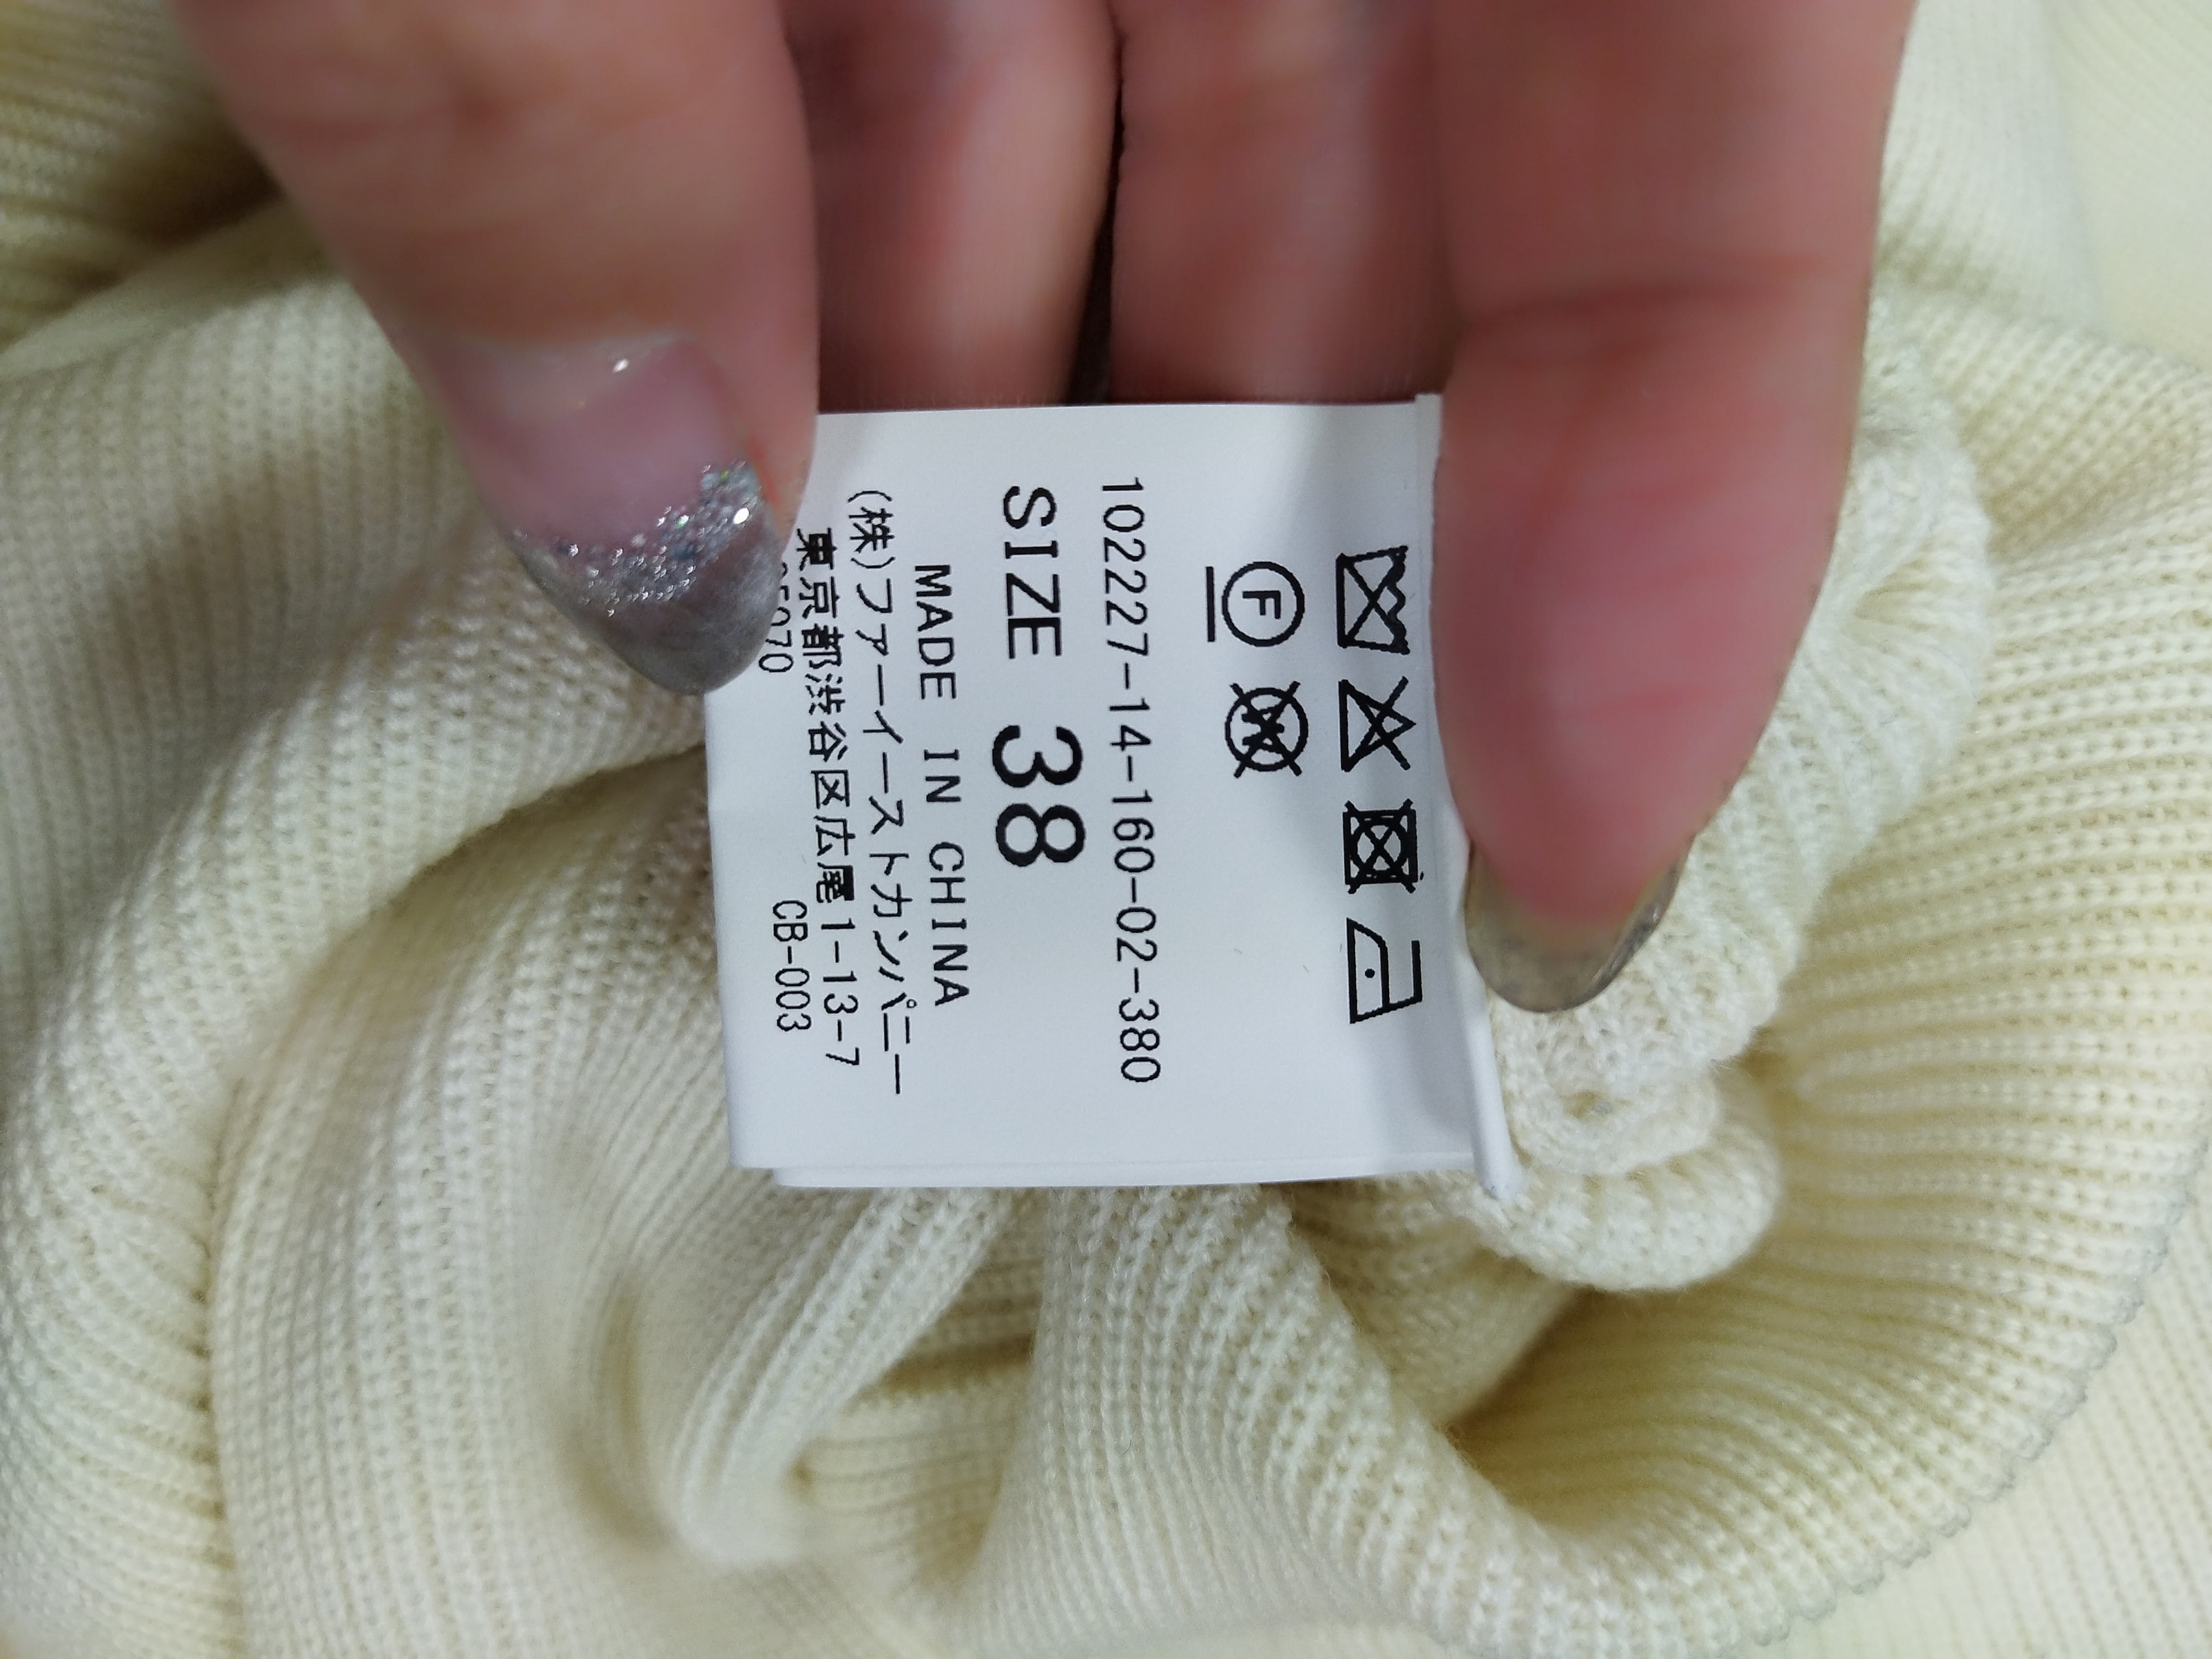 F
W
102227-14-160-02-380
SIZE 38
MADE IN CHINA
(株)ファーイーストカンパニー
東京都渋谷区広尾1-13-7
CB-003